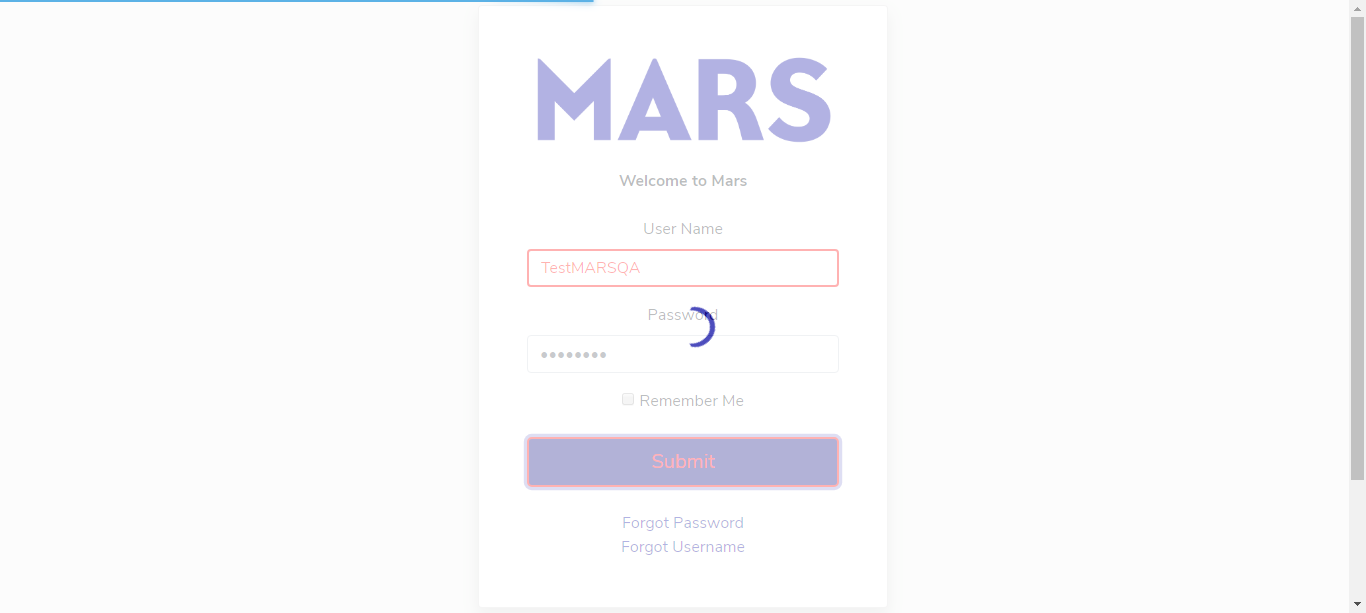 MARS
Welcome to Mars
User Name
TestMARSQA
Password
••••••••
Remember Me
Submit
Forgot Password
Forgot Username